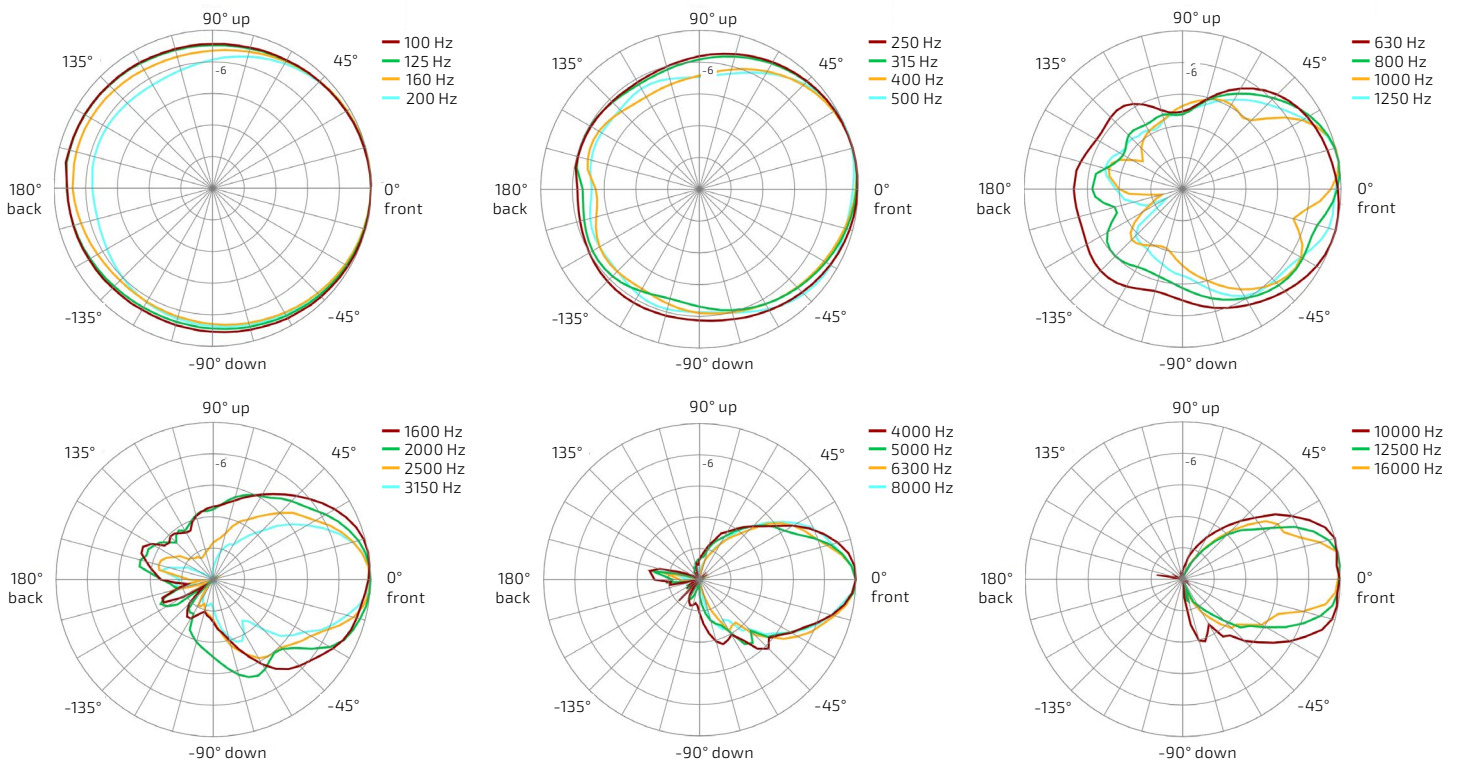 90° up
135°
45°
-6
180°
back
0°
front
-135°
-45°
-90° down
100 Hz
125 Hz
160 Hz
200 Hz
90° up
135°
45°
-6
180°
back
0°
front
-135°
-45°
-90° down
250 Hz
315 Hz
400 Hz
500 Hz
90° up
135°
45°
-6
-6
180°
back
0°
front
-135°
-45°
-90° down
630 Hz
800 Hz
1000 Hz
1250 Hz
90° up
135°
45°
-6
180°
back
0°
front
-135°
-45°
-90° down
1600 Hz
2000 Hz
2500 Hz
3150 Hz
90° up
135°
45°
-6
180°
back
0°
front
-135°
-45°
-90° down
4000 Hz
5000 Hz
6300 Hz
8000 Hz
90° up
135°
45°
-6
180°
back
0°
front
-135°
-45°
-90° down
10000 Hz
12500 Hz
16000 Hz